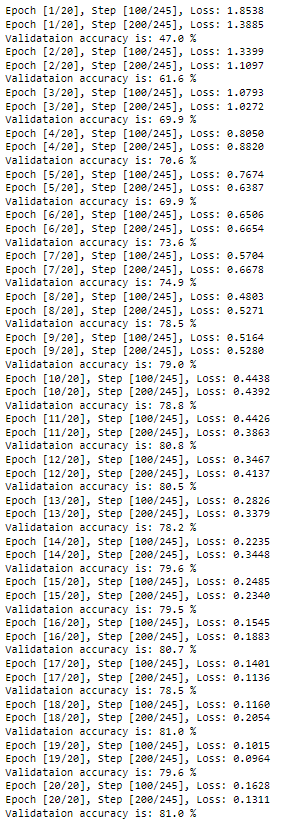 Epoch [1/20], Step [100/245], Loss: 1.8538
Epoch [1/20], Step [200/245], Loss: 1.3885
Validataion accuracy is: 47.0 %
Epoch [2/20], Step [100/245], Loss: 1.3399
Epoch [2/20], Step [200/245], Loss: 1.1097
Validataion accuracy is: 61.6 %
Epoch [3/20], Step [100/245], Loss: 1.0793
Epoch [3/20], Step [200/245], Loss: 1.0272
Validataion accuracy is: 69.9 %
Epoch [4/20], Step [100/245], Loss: 0.8050
Epoch [4/20], Step [200/245], Loss: 0.8820
Validataion accuracy is: 70.6 %
Epoch [5/20], Step [100/245], Loss: 0.7674
Epoch [5/20], Step [200/245], Loss: 0.6387
Validataion accuracy is: 69.9 %
Epoch [6/20], Step [100/245], Loss: 0.6506
Epoch [6/20], Step [200/245], Loss: 0.6654
Validataion accuracy is: 73.6 %
Epoch [7/20], Step [100/245], Loss: 0.5704
Epoch [7/20], Step [200/245], Loss: 0.6678
Validataion accuracy is: 74.9 %
Epoch [8/20], Step [100/245], Loss: 0.4803
Epoch [8/20], Step [200/245], Loss: 0.5271
Validataion accuracy is: 78.5 %
Epoch [9/20], Step [100/245], Loss: 0.5164
Epoch [9/20], Step [200/245], Loss: 0.5280
Validataion accuracy is: 79.0 %
Epoch [10/20], Step [100/245], Loss: 0.4438
Epoch [10/20], Step [200/245], Loss: 0.4392
Validataion accuracy is: 78.8 %
Epoch [11/20], Step [100/245], Loss: 0.4426
Epoch [11/20], Step [200/245], Loss: 0.3863
Validataion accuracy is: 80.8 %
Epoch [12/20], Step [100/245], Loss: 0.3467
Epoch [12/20], Step [200/245], Loss: 0.4137
Validataion accuracy is: 80.5 %
Epoch [13/20], Step [100/245], Loss: 0.2826
Epoch [13/20], Step [200/245], Loss: 0.3379
Validataion accuracy is: 78.2 %
Epoch [14/20], Step [100/245], Loss: 0.2235
Epoch [14/20], Step [200/245], Loss: 0.3448
Validataion accuracy is: 79.6 %
Epoch [15/20], Step [100/245], Loss: 0.2485
Epoch [15/20], Step [200/245], Loss: 0.2340
Validataion accuracy is: 79.5 %
Epoch [16/20], Step [100/245], Loss: 0.1545
Epoch [16/20], Step [200/245], Loss: 0.1883
Validataion accuracy is: 80.7 %
Epoch [17/20], Step [100/245], Loss: 0.1401
Epoch [17/20], Step [200/245], Loss: 0.1136
Validataion accuracy is: 78.5 %
Epoch [18/20], Step [100/245], Loss: 0.1160
Epoch [18/20], Step [200/245], Loss: 0.2054
Validataion accuracy is: 81.0 %
Epoch [19/20], Step [100/245], Loss: 0.1015
Epoch [19/20], Step [200/245], Loss: 0.0964
Validataion accuracy is: 79.6 %
Epoch [20/20], Step [100/245], Loss: 0.1628
Epoch [20/20], Step [200/245], Loss: 0.1311
Validataion accuracy is: 81.0 %